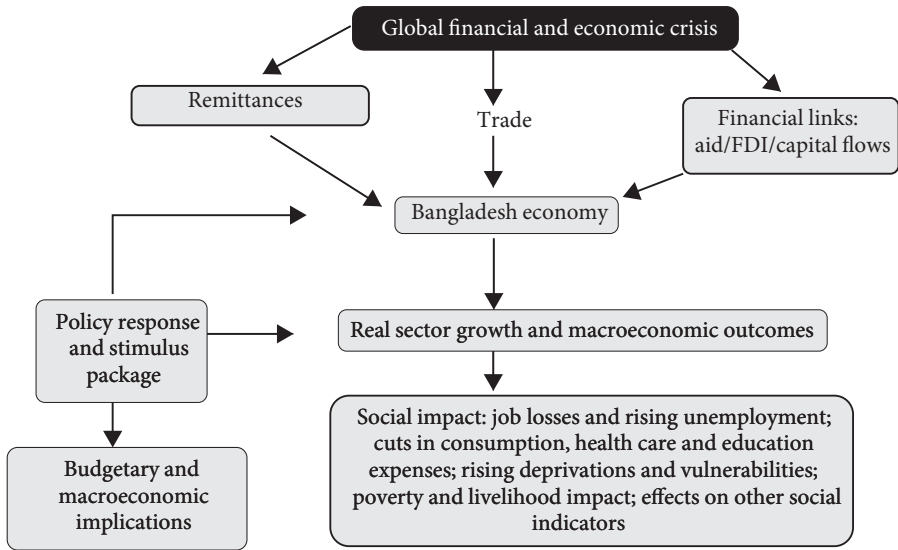 Global financial and economic crisis
Remittances
Trade
Financial links:
aid/FDI/capital flows
Bangladesh economy
Policy response
and stimulus
package
Real sector growth and macroeconomic outcomes
Social impact: job losses and rising unemployment;
cuts in consumption, health care and education
expenses; rising deprivations and vulnerabilities;
poverty and livelihood impact; effects on other social
indicators
Budgetary and
macroeconomic
implications